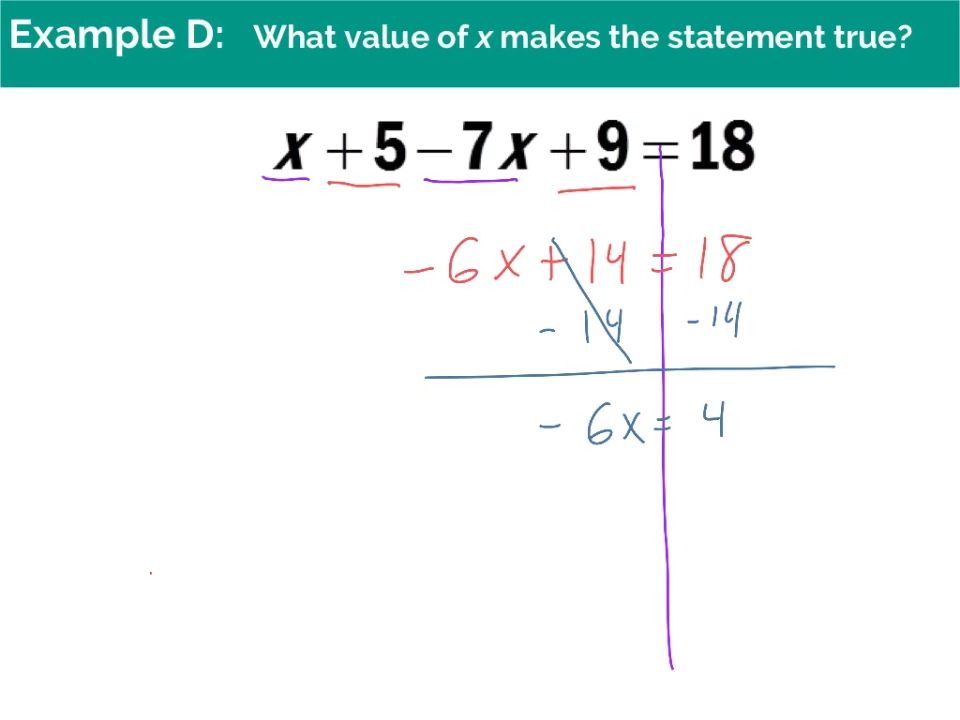 Example D: What value of x makes the statement true?
x + 5 − 7x + 9 = 18
- 6x + 14 = 18
- 14 - 14
- 6x = 4